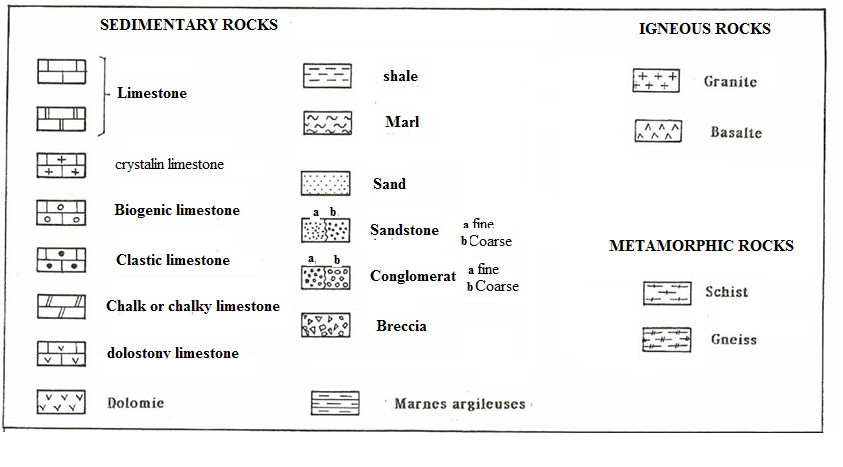 SEDIMENTARY ROCKS
Limestone
crystalin limestone
Biogenic limestone
Clastic limestone
Chalk or chalky limestone
dolostony limestone
Dolomie
shale
Marl
Sand
a b
Sandstone a fine
b Coarse
a b
Conglomerat a fine
b Coarse
Breccia
Marnes argileuses
IGNEOUS ROCKS
Granite
Basalte
METAMORPHIC ROCKS
Schist
Gneiss